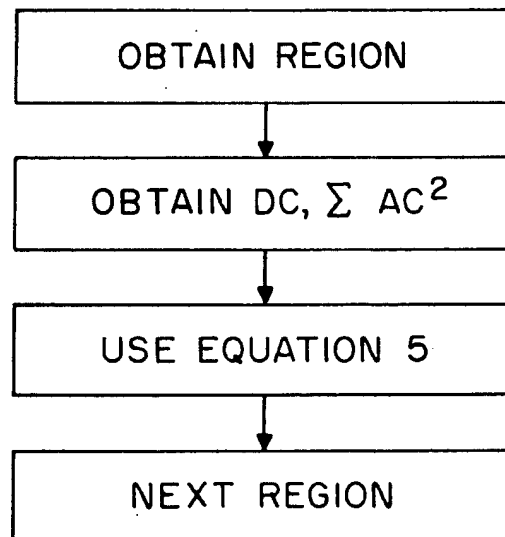 OBTAIN REGION
OBTAIN DC, Σ AC²
USE EQUATION 5
NEXT REGION